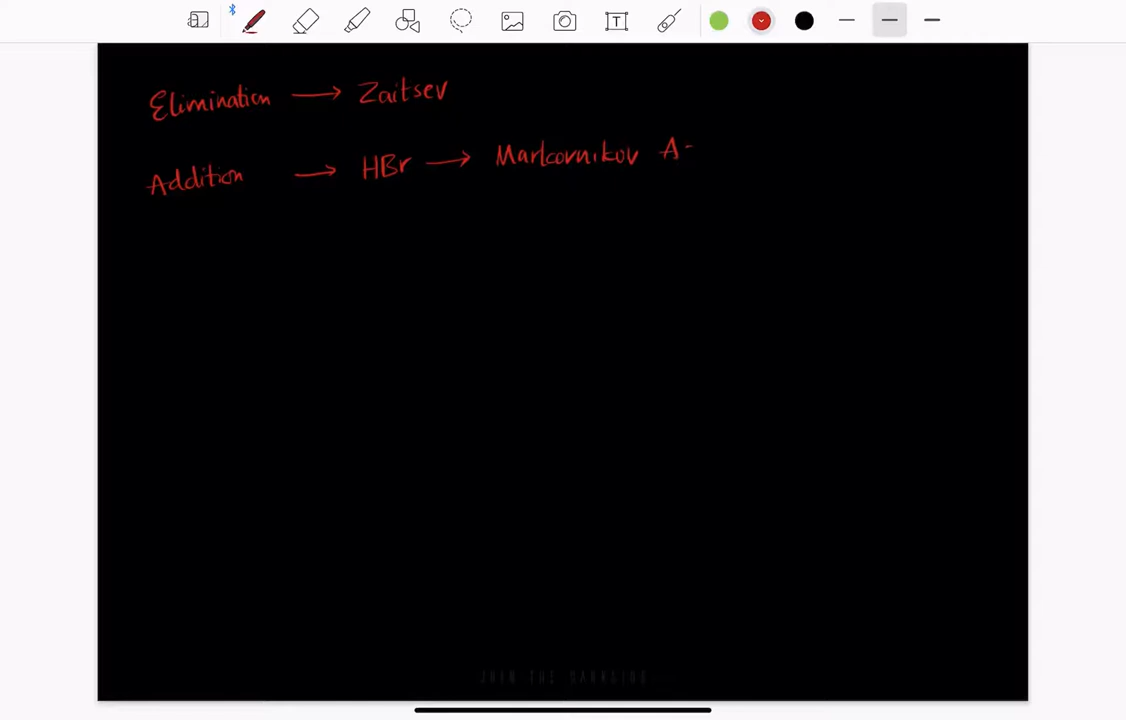 Elimination → Zaitsev
Addition → HBr → Markovnikov A-
T